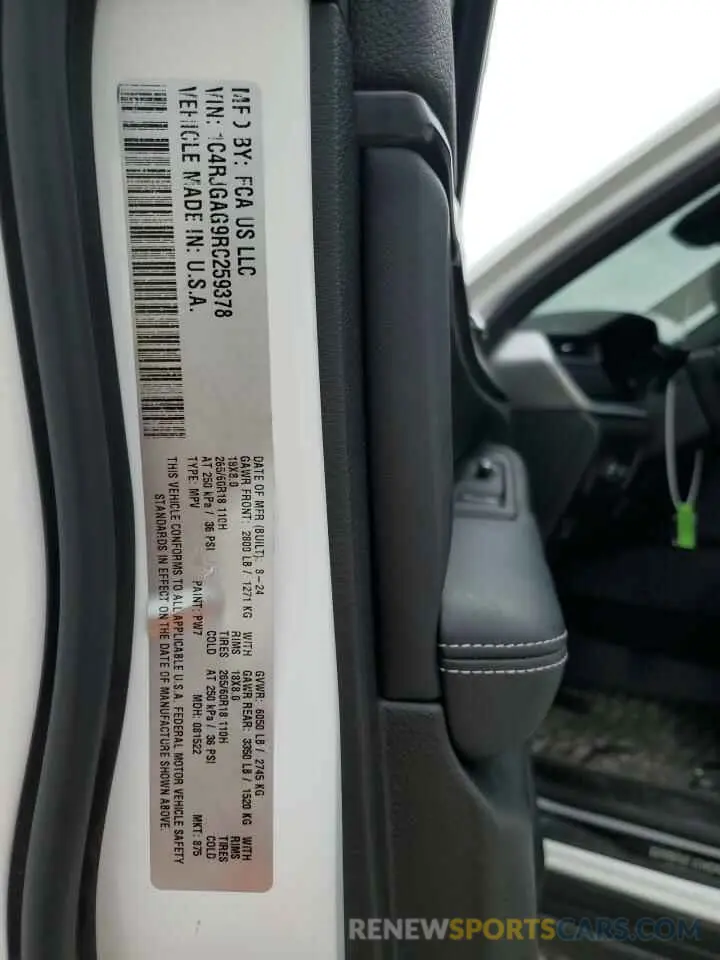 MFD BY: FCA US LLC
VIN: 1C4RJGAG9RC259378
VEHICLE MADE IN: U.S.A.
DATE OF MFR (BUILT): 8-24 GVWR: 6050 LB / 2745 KG
GAWR FRONT: 2800 LB / 1271 KG WITH GAWR REAR: 3350 LB / 1520 KG WITH
18X8.0 RIMS 18X8.0 RIMS
265/60R18 110H TIRES 265/60R18 110H TIRES
AT 250 kPa / 36 PSI COLD AT 250 kPa / 36 PSI COLD
TYPE: MPV PAINT: PW7 MDH: 081522 MKT: 875
THIS VEHICLE CONFORMS TO ALL APPLICABLE U.S.A. FEDERAL MOTOR VEHICLE SAFETY
STANDARDS IN EFFECT ON THE DATE OF MANUFACTURE SHOWN ABOVE.
RENEWSPORTSCARS.COM